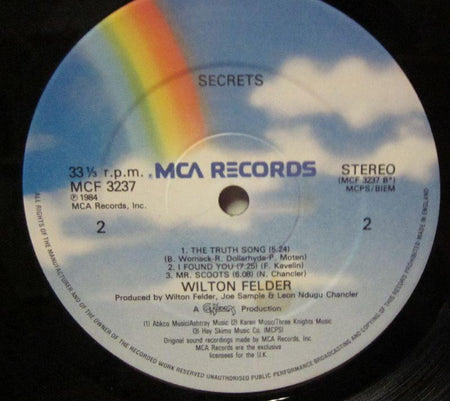 SECRETS
33⅓ r.p.m.
MCA RECORDS
STEREO
MCF 3237
(MCF 3237 B)
℗ 1984
MCPS/BIEM
MCA Records, Inc.
2
2
1. THE TRUTH SONG (5.24)
(B. Womack-R. Dollarhyda-P. Moten)
2. I FOUND YOU (7:25) (F. Kavelin)
3. MR. SCOOTS (6.08) (N. Chancler)
WILTON FELDER
Produced by Wilton Felder, Joe Sample & Leon Ndugu Chancler
A Crusaders Production
(1) Abkco Music/Ashtray Music (2) Karen Music/Three Knights Music
(3) Hey Skimo Music Co. (MCPS)
Original sound recordings made by MCA Records Inc.
MCA Records are the exclusive
licensees for the U.K.
ALL RIGHTS OF THE MANUFACTURER AND OF THE OWNER OF THE RECORDED WORK RESERVED UNAUTHORISED PUBLIC PERFORMANCE BROADCASTING AND COPYING OF THIS RECORD PROHIBITED MADE IN ENGLAND